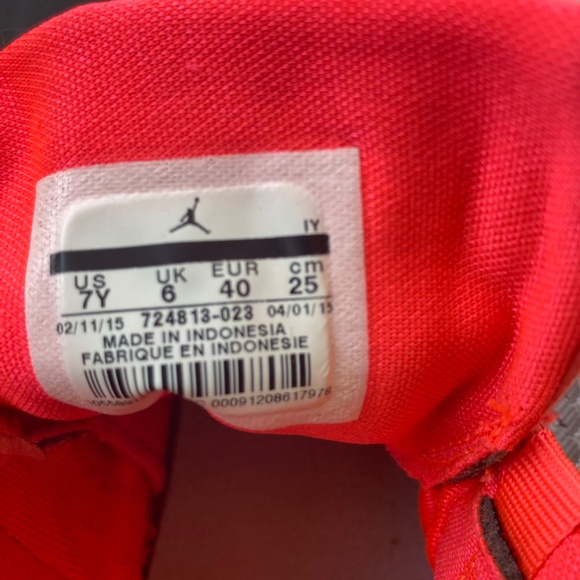 IY
US UK EUR cm
7Y 6 40 25
02/11/15 724813-023 04/01/15
MADE IN INDONESIA
FABRIQUE EN INDONESIE
00091208617978